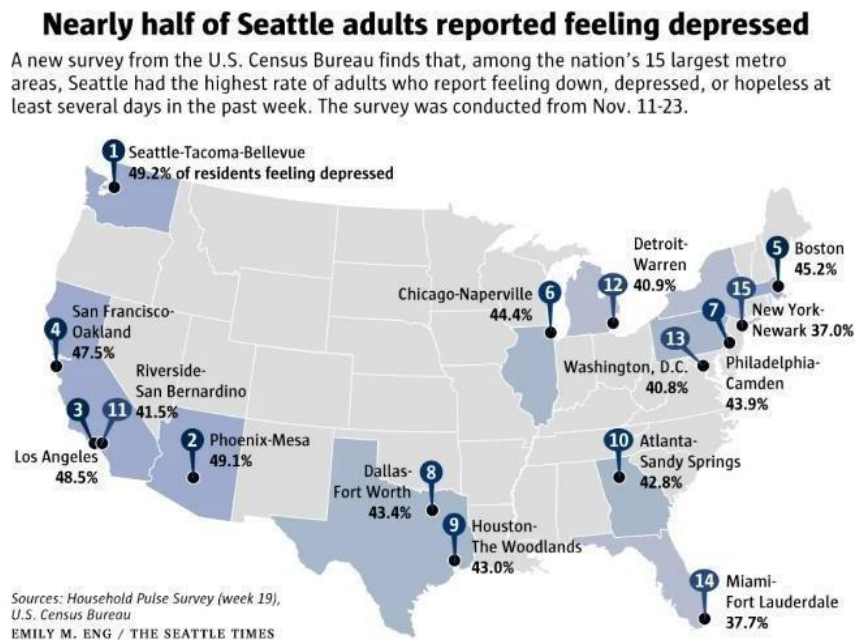 Nearly half of Seattle adults reported feeling depressed
A new survey from the U.S. Census Bureau finds that, among the nation's 15 largest metro
areas, Seattle had the highest rate of adults who report feeling down, depressed, or hopeless at
least several days in the past week. The survey was conducted from Nov. 11-23.
1
Seattle-Tacoma-Bellevue
49.2% of residents feeling depressed
4
San Francisco-
Oakland
47.5%
Riverside-
San Bernardino
11
41.5%
3
Los Angeles
48.5%
2
Phoenix-Mesa
49.1%
Chicago-Naperville
6
44.4%
Detroit-
Warren
12
40.9%
5
Boston
45.2%
15
New York-
Newark 37.0%
7
Philadelphia-
Camden
43.9%
13
Washington, D.C.
40.8%
10
Atlanta-
Sandy Springs
42.8%
Dallas-
Fort Worth
8
43.4%
9
Houston-
The Woodlands
43.0%
14
Miami-
Fort Lauderdale
37.7%
Sources: Household Pulse Survey (week 19),
U.S. Census Bureau
EMILY M. ENG / THE SEATTLE TIMES